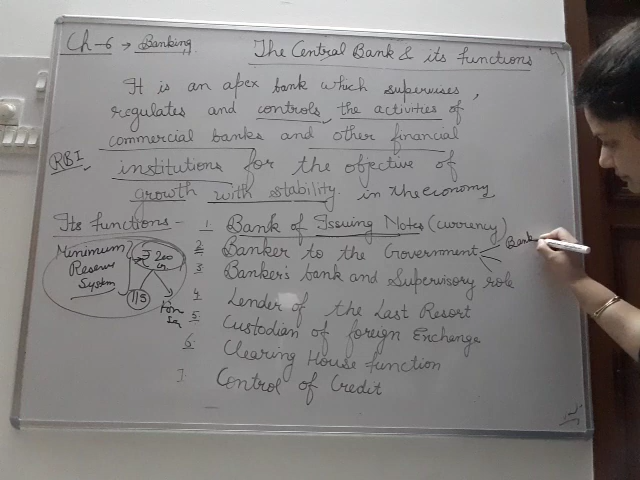 Ch-6 → Banking
The Central Bank & its functions
It is an apex bank which supervises,
regulates and controls, the activities of
commercial banks and other financial
RBI
institutions for the objective of
growth with stability in the economy
Its functions -
1 Bank of Issuing Notes (currency)
2 Banker to the Government
Bank
3 Banker's bank and Supervisory role
4 Lender of the Last Resort
5 Custodian of foreign Exchange
6 Clearing House function
7 Control of Credit
Minimum
Reserve
System
→ ₹ 200
115